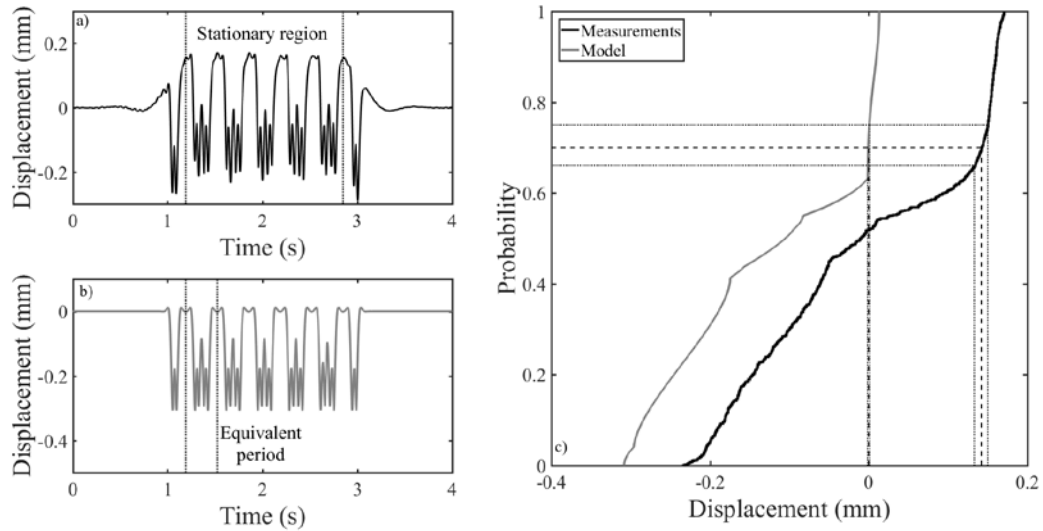 a)
Stationary region
Displacement (mm)
0.2
0
-0.2
0 1 2 3 4
Time (s)
b)
Equivalent
period
Displacement (mm)
0
-0.2
-0.4
0 1 2 3 4
Time (s)
Measurements
Model
c)
Probability
1
0.8
0.6
0.4
0.2
0
-0.4 -0.2 0 0.2
Displacement (mm)